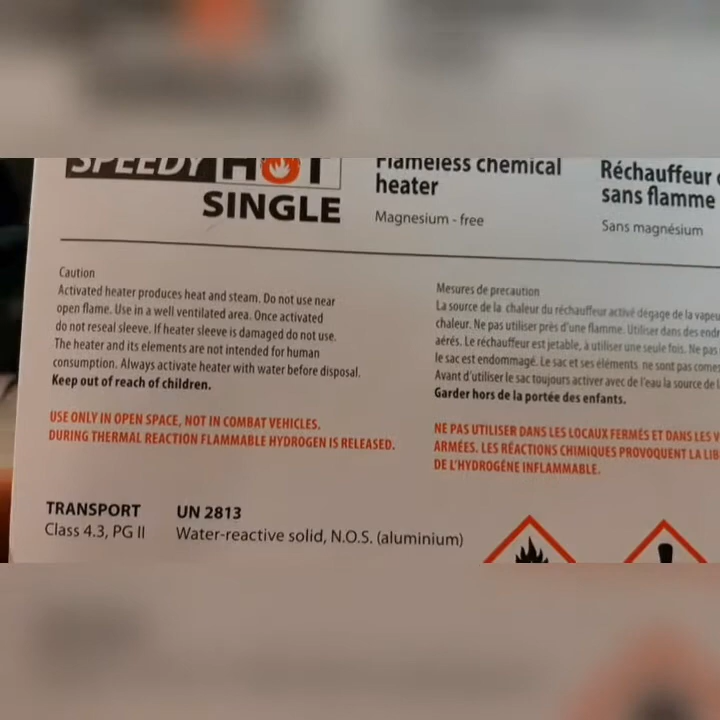 SPEEDY HOT
SINGLE
Flameless chemical
heater
Magnesium - free
Réchauffeur
sans flamme
Sans magnésium
Caution
Activated heater produces heat and steam. Do not use near
open flame. Use in a well ventilated area. Once activated
do not reseal sleeve. If heater sleeve is damaged do not use.
The heater and its elements are not intended for human
consumption. Always activate heater with water before disposal.
Keep out of reach of children.
USE ONLY IN OPEN SPACE, NOT IN COMBAT VEHICLES.
DURING THERMAL REACTION FLAMMABLE HYDROGEN IS RELEASED.
Mesures de precaution
La source de la chaleur du réchauffeur activé dégage de la vapeu
chaleur. Ne pas utiliser près d'une flamme. Utiliser dans des endr
aérés. Le réchauffeur est jetable, à utiliser une seule fois. Ne pas
le sac est endommagé. Le sac et ses éléments ne sont pas comes
Avant d'utiliser le sac toujours activer avec de l'eau la source de l
Garder hors de la portée des enfants.
NE PAS UTILISER DANS LES LOCAUX FERMÉS ET DANS LES V
ARMÉES. LES RÉACTIONS CHIMIQUES PROVOQUENT LA LIB
DE L'HYDROGÉNE INFLAMMABLE.
TRANSPORT
Class 4.3, PG II
UN 2813
Water-reactive solid, N.O.S. (aluminium)